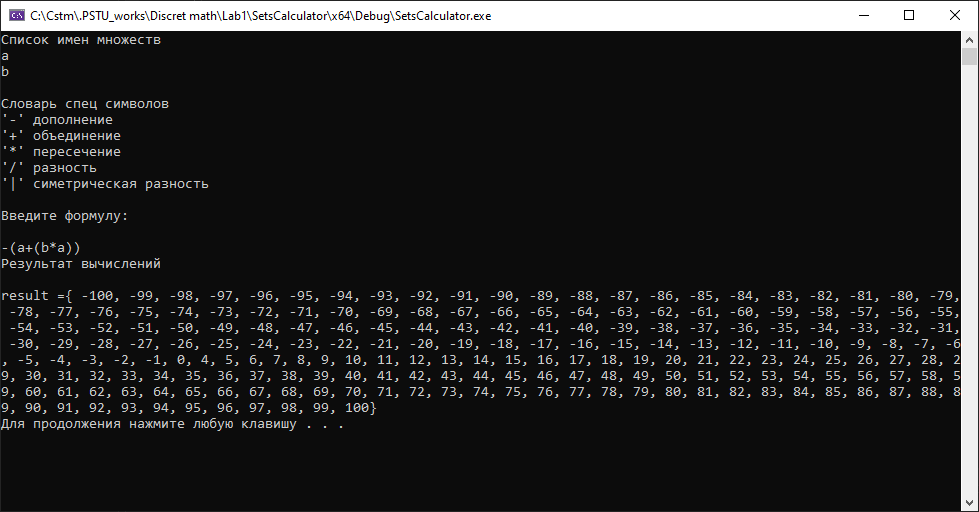 C:\Cstm\.PSTU_works\Discret math\Lab1\SetsCalculator\x64\Debug\SetsCalculator.exe
Список имен множеств
a
b
Словарь спец символов
'-' дополнение
'+' объединение
'*' пересечение
'/' разность
'|' симетрическая разность
Введите формулу:
-(a+(b*a))
Результат вычислений
result ={ -100, -99, -98, -97, -96, -95, -94, -93, -92, -91, -90, -89, -88, -87, -86, -85, -84, -83, -82, -81, -80, -79,
-78, -77, -76, -75, -74, -73, -72, -71, -70, -69, -68, -67, -66, -65, -64, -63, -62, -61, -60, -59, -58, -57, -56, -55,
-54, -53, -52, -51, -50, -49, -48, -47, -46, -45, -44, -43, -42, -41, -40, -39, -38, -37, -36, -35, -34, -33, -32, -31,
-30, -29, -28, -27, -26, -25, -24, -23, -22, -21, -20, -19, -18, -17, -16, -15, -14, -13, -12, -11, -10, -9, -8, -7, -6
, -5, -4, -3, -2, -1, 0, 4, 5, 6, 7, 8, 9, 10, 11, 12, 13, 14, 15, 16, 17, 18, 19, 20, 21, 22, 23, 24, 25, 26, 27, 28, 2
9, 30, 31, 32, 33, 34, 35, 36, 37, 38, 39, 40, 41, 42, 43, 44, 45, 46, 47, 48, 49, 50, 51, 52, 53, 54, 55, 56, 57, 58, 5
9, 60, 61, 62, 63, 64, 65, 66, 67, 68, 69, 70, 71, 72, 73, 74, 75, 76, 77, 78, 79, 80, 81, 82, 83, 84, 85, 86, 87, 88, 8
9, 90, 91, 92, 93, 94, 95, 96, 97, 98, 99, 100}
Для продолжения нажмите любую клавишу . . .